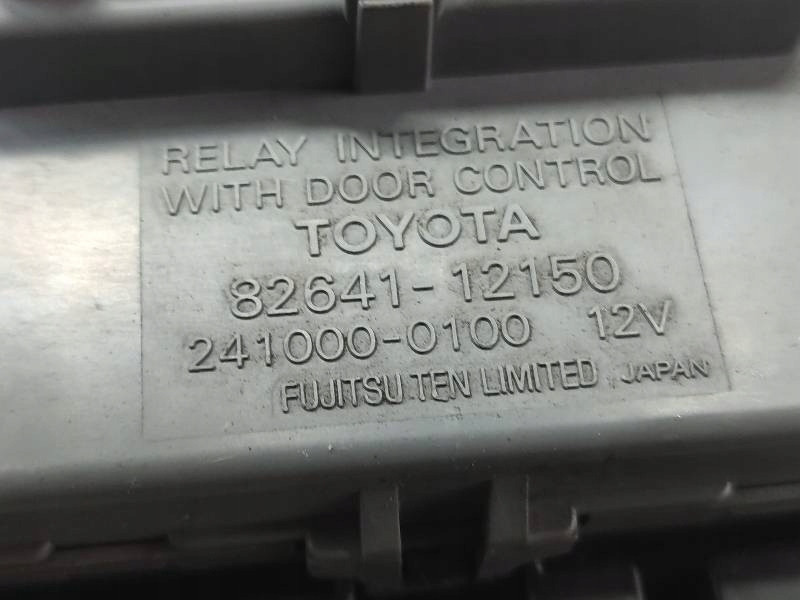 RELAY INTEGRATION
WITH DOOR CONTROL
TOYOTA
82641-12150
241000-0100 12V
FUJITSU TEN LIMITED JAPAN